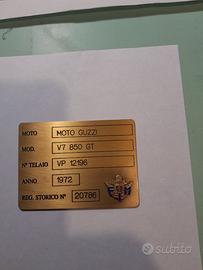 MOTO MOTO GUZZI
MOD. V7 850 GT
N° TELAIO VP 12196
ANNO 1972
REG. STORICO N° 20786
subito